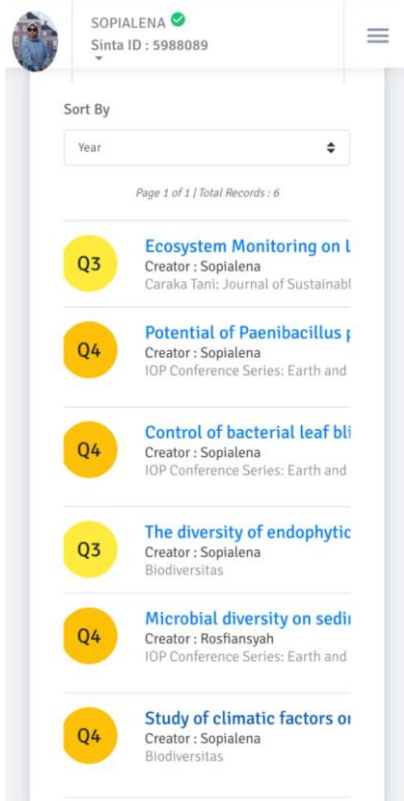 SOPIALENA
Sinta ID : 5988089
Sort By
Year
Page 1 of 1 | Total Records : 6
Q3
Ecosystem Monitoring on
Creator : Sopialena
Caraka Tani: Journal of
Q4
Potential of Paenibacillus
Creator : Sopialena
IOP Conference Series: Earth and
Q4
Control of bacterial leaf
Creator : Sopialena
IOP Conference Series: Earth and
Q3
The diversity of endophytic
Creator : Sopialena
Biodiversitas
Q4
Microbial diversity on
Creator : Rosfiansyah
IOP Conference Series: Earth and
Q4
Study of climatic factors
Creator : Sopialena
Biodiversitas